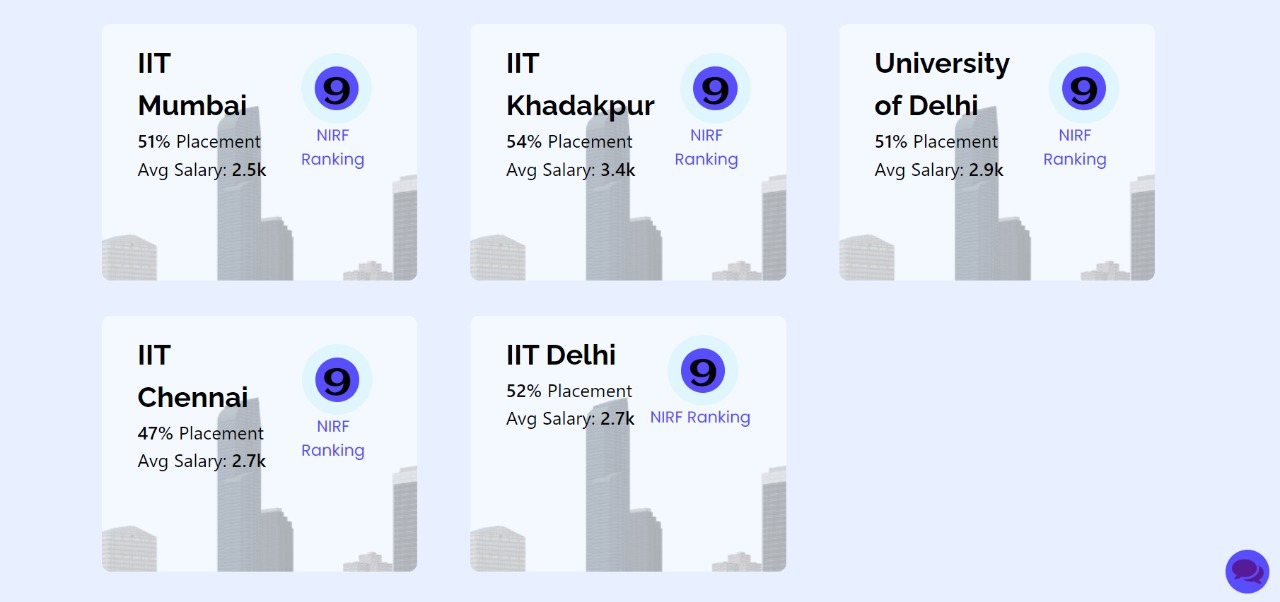 IIT
Mumbai
51% Placement
Avg Salary: 2.5k
9
NIRF
Ranking
IIT
Khadakpur
54% Placement
Avg Salary: 3.4k
9
NIRF
Ranking
University
of Delhi
51% Placement
Avg Salary: 2.9k
9
NIRF
Ranking
IIT
Chennai
47% Placement
Avg Salary: 2.7k
9
NIRF
Ranking
IIT Delhi
52% Placement
Avg Salary: 2.7k
9
NIRF Ranking